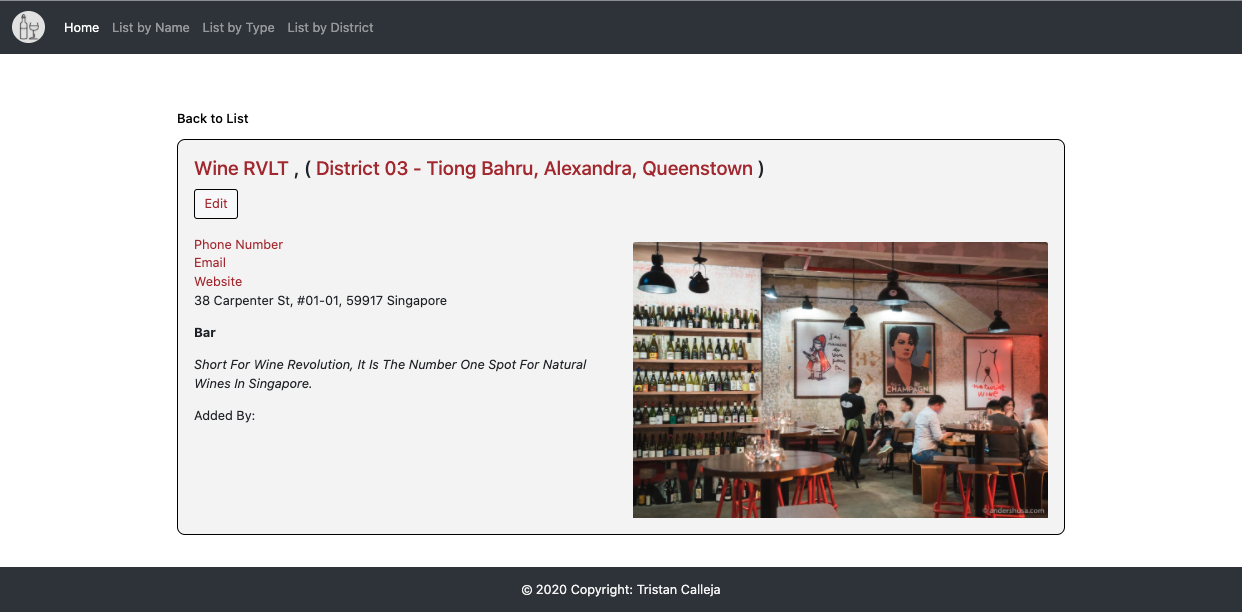 Home List by Name List by Type List by District
Back to List
Wine RVLT , ( District 03 - Tiong Bahru, Alexandra, Queenstown )
Edit
Phone Number
Email
Website
38 Carpenter St, #01-01, 59917 Singapore
Bar
Short For Wine Revolution, It Is The Number One Spot For Natural
Wines In Singapore.
Added By:
CHAMPAGNE
natural
wine
© andershusa.com
© 2020 Copyright: Tristan Calleja